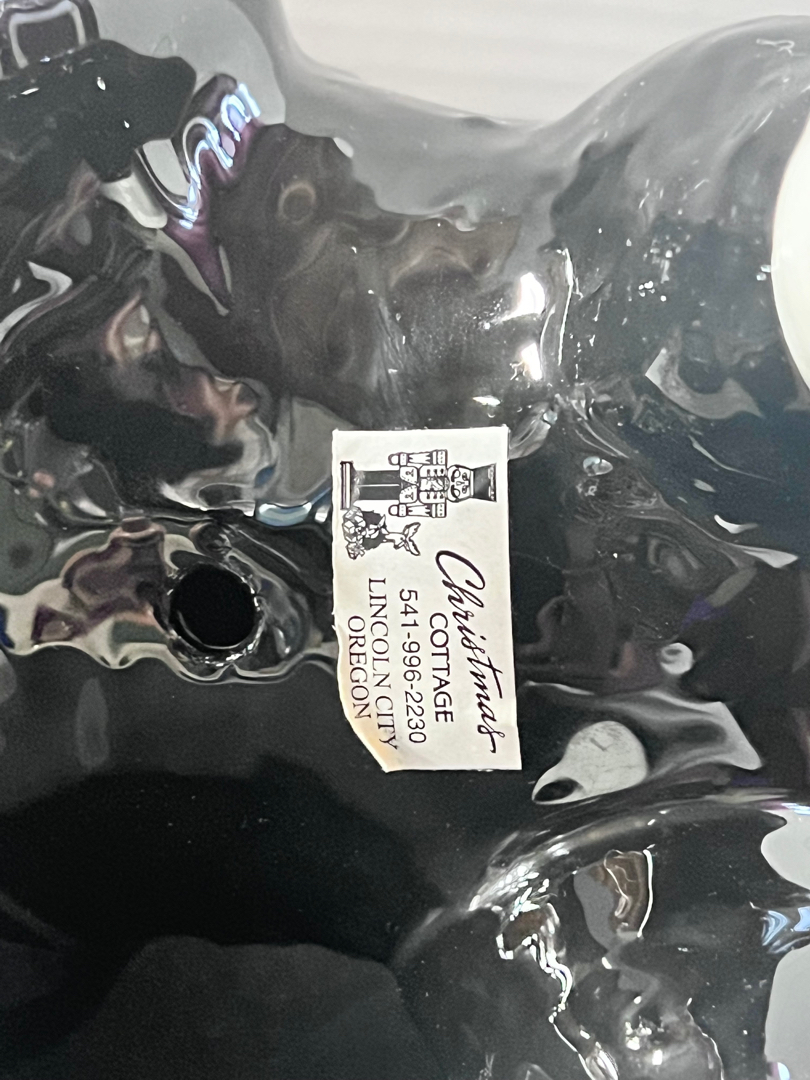 Christmas
COTTAGE
541-996-2230
LINCOLN CITY
OREGON